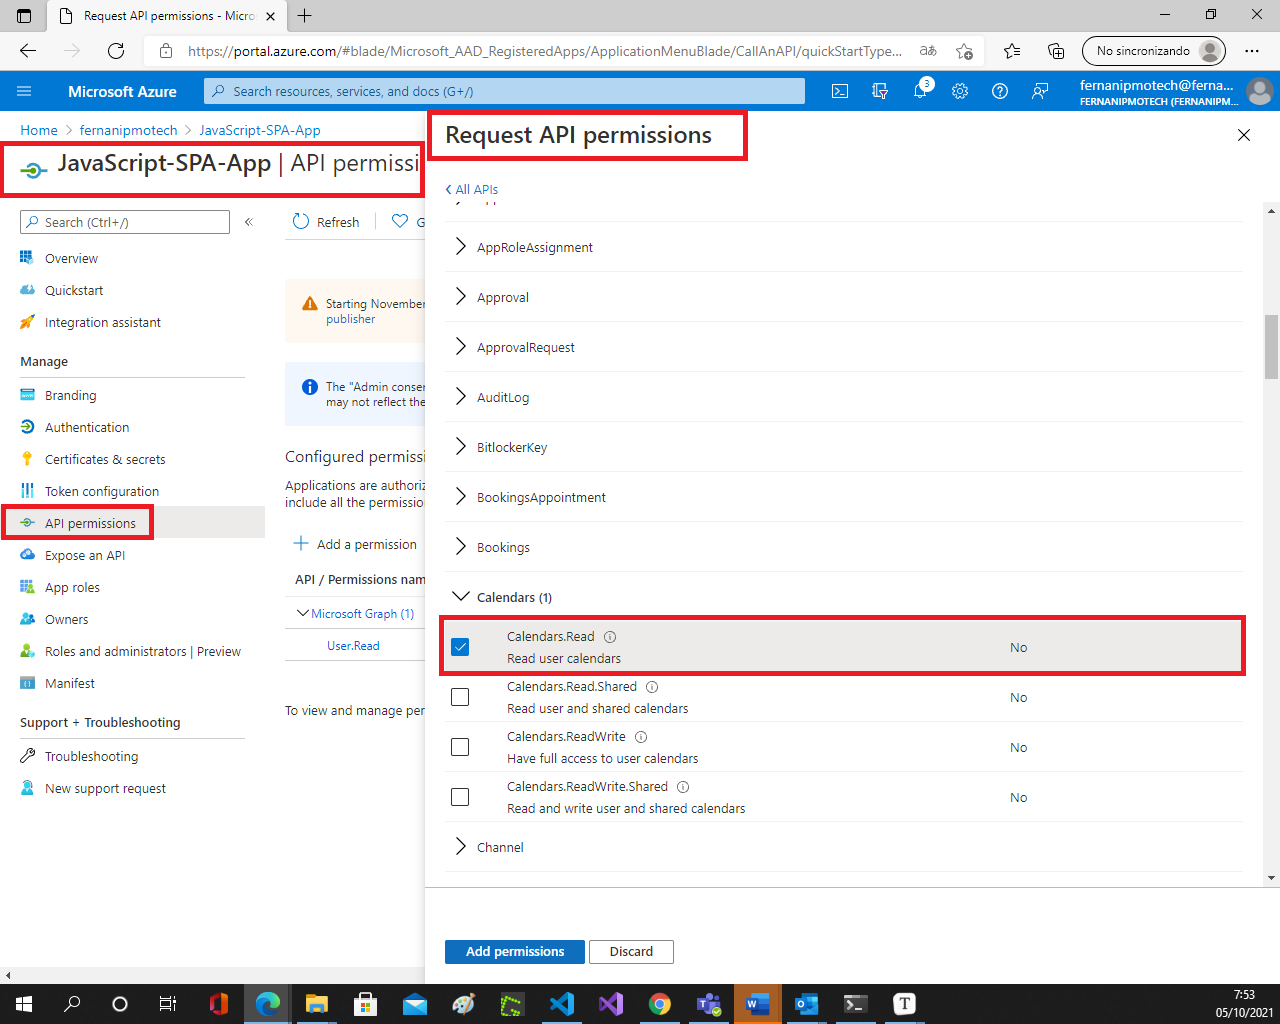 Request API permissions - Micros
https://portal.azure.com/#blade/Microsoft_AAD_RegisteredApps/ApplicationMenuBlade/CallAnAPI/quickStartType...
No sincronizando
Microsoft Azure
Search resources, services, and docs (G+/)
3
fernanipmotech@ferna...
FERNANIPMOTECH (FERNANIPM...
Home
fernanipmotech
JavaScript-SPA-App
JavaScript-SPA-App | API permissi
Search (Ctrl+/)
Overview
Quickstart
Integration assistant
Manage
Branding
Authentication
Certificates & secrets
Token configuration
API permissions
Expose an API
App roles
Owners
Roles and administrators | Preview
Manifest
Support + Troubleshooting
Troubleshooting
New support request
Refresh
G
Starting November
publisher
The "Admin conser
may not reflect the
Configured permissi
Applications are authoriz
include all the permission
Add a permission
API / Permissions nam
Microsoft Graph (1)
User.Read
To view and manage per
Request API permissions
All APIs
AppRoleAssignment
Approval
ApprovalRequest
AuditLog
BitlockerKey
BookingsAppointment
Bookings
Calendars (1)
Calendars.Read
Read user calendars
No
Calendars.Read.Shared
Read user and shared calendars
No
Calendars.ReadWrite
Have full access to user calendars
No
Calendars.ReadWrite.Shared
Read and write user and shared calendars
No
Channel
Add permissions
Discard
7:53
05/10/2021